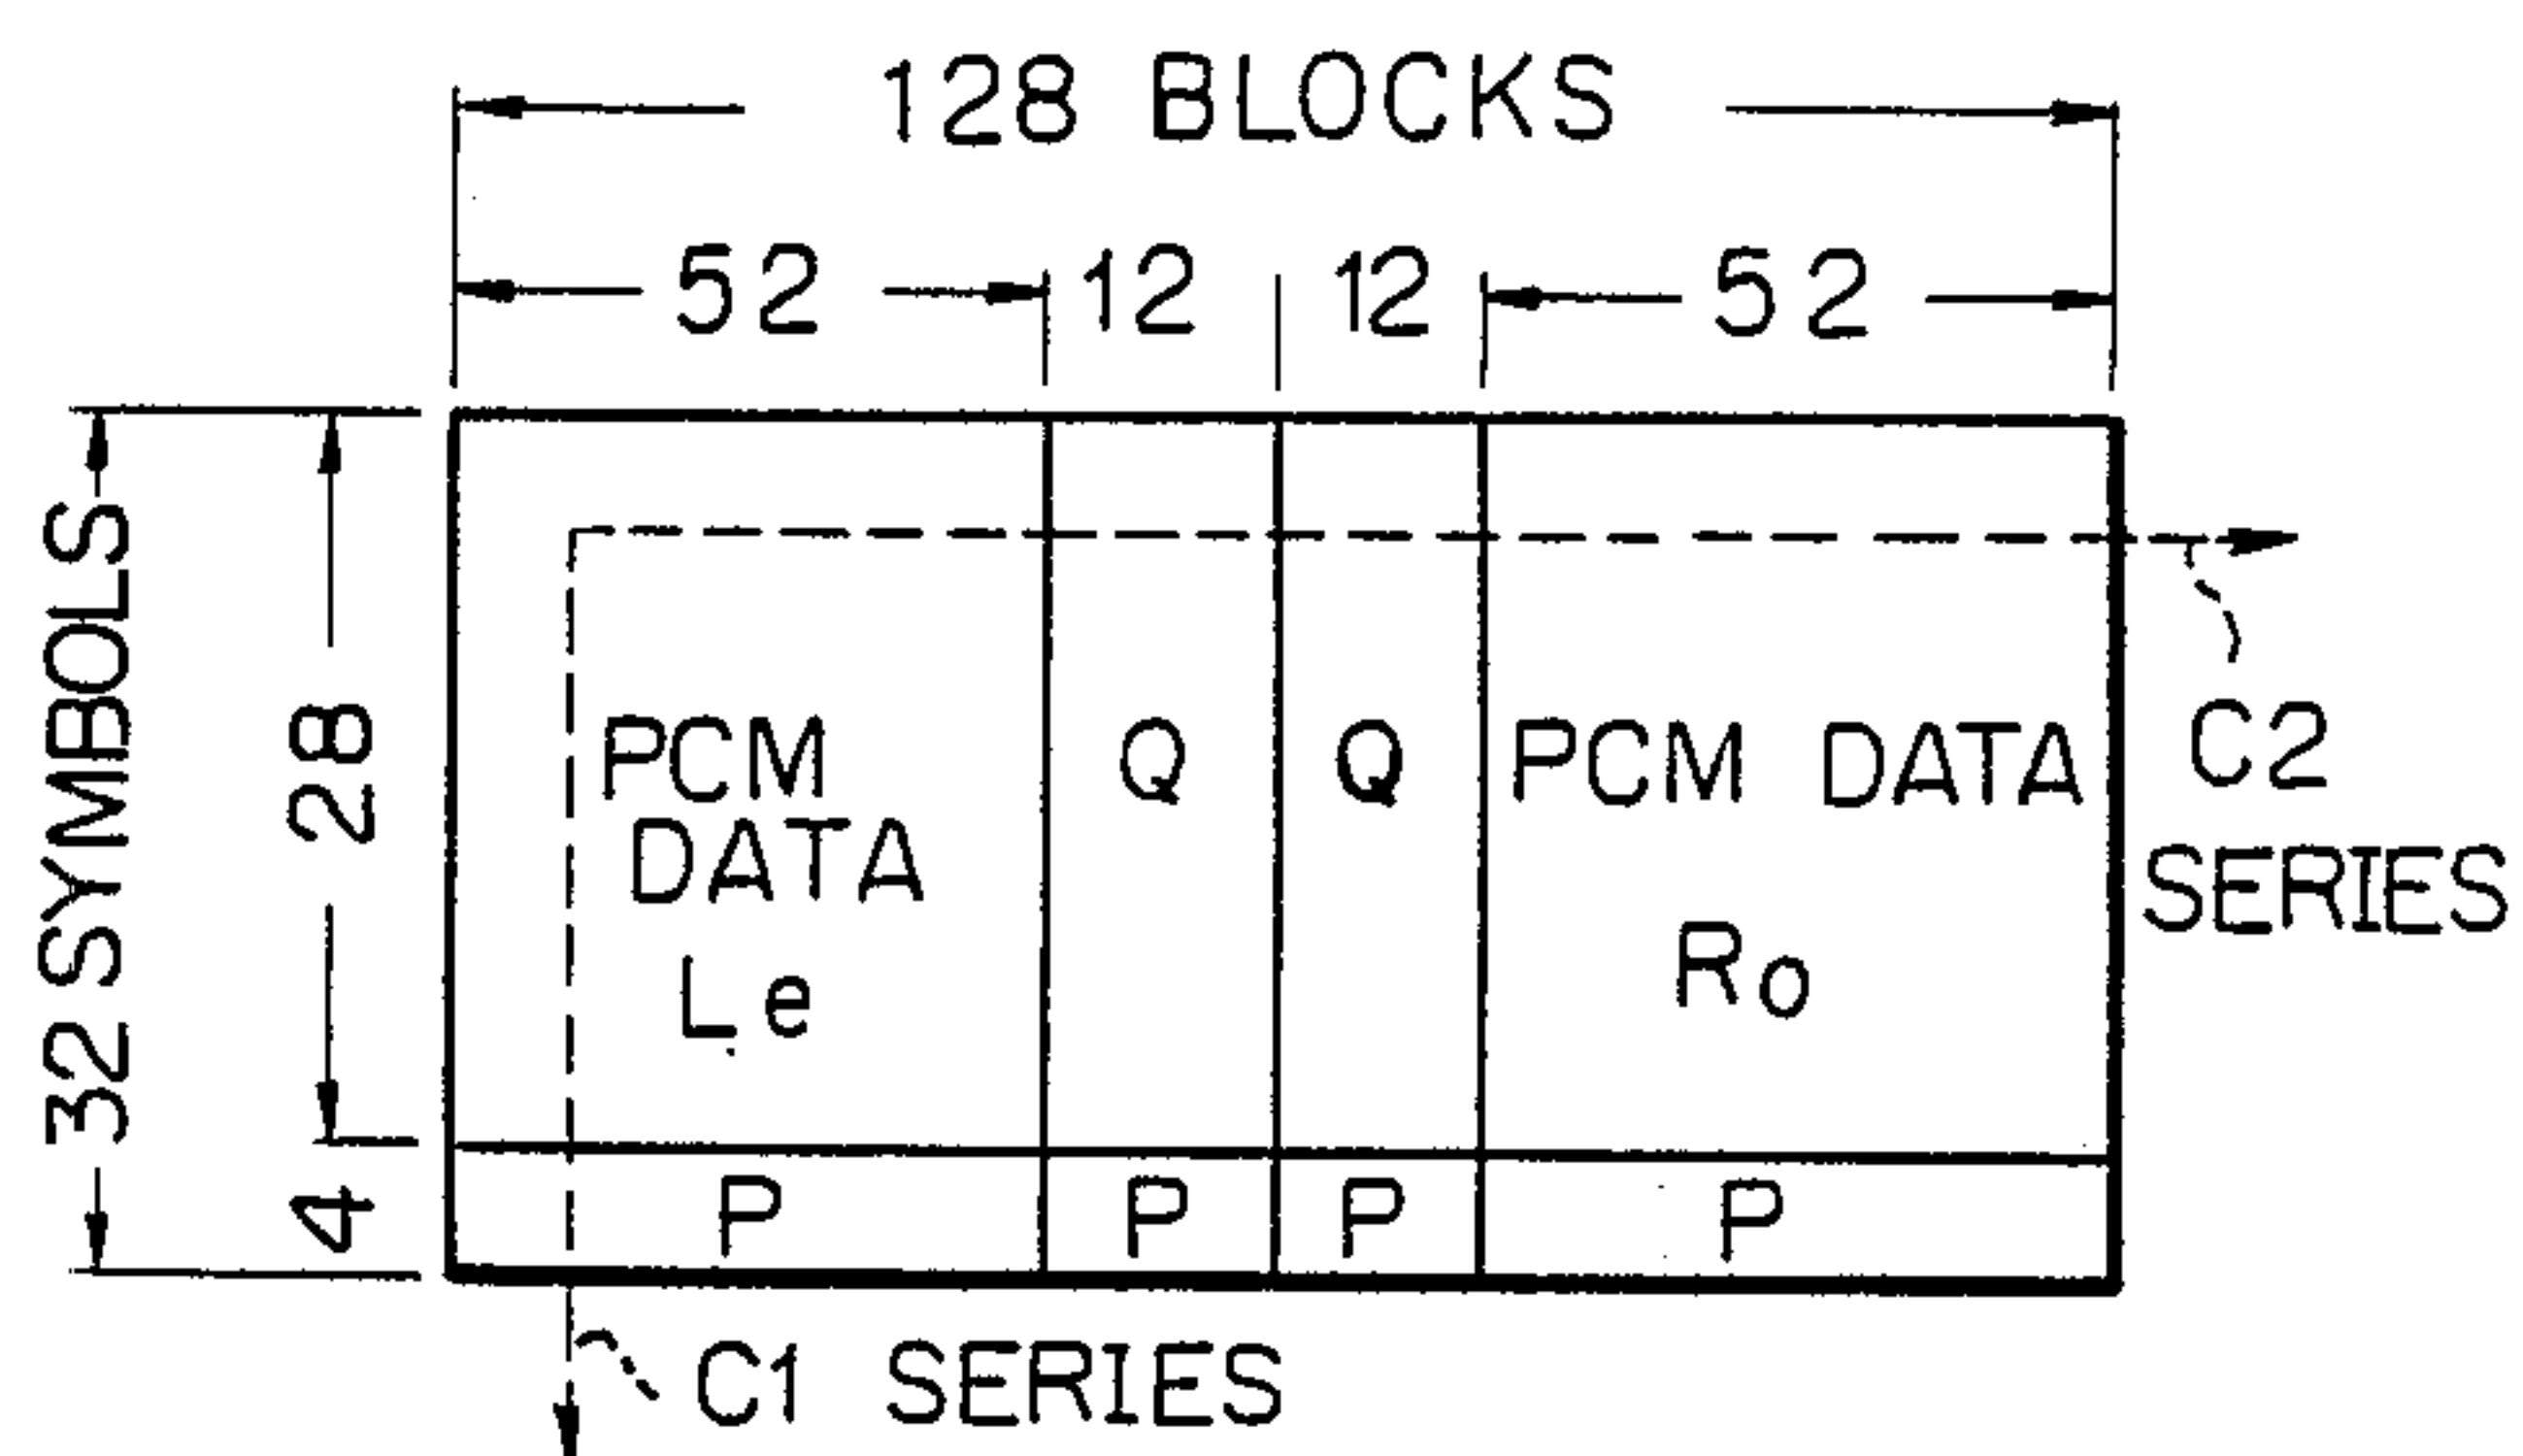 128 BLOCKS
52 12 12 52
32 SYMBOLS
28
4
PCM DATA
Le
Q
Q
PCM DATA
Ro
C2 SERIES
P P P P
C1 SERIES